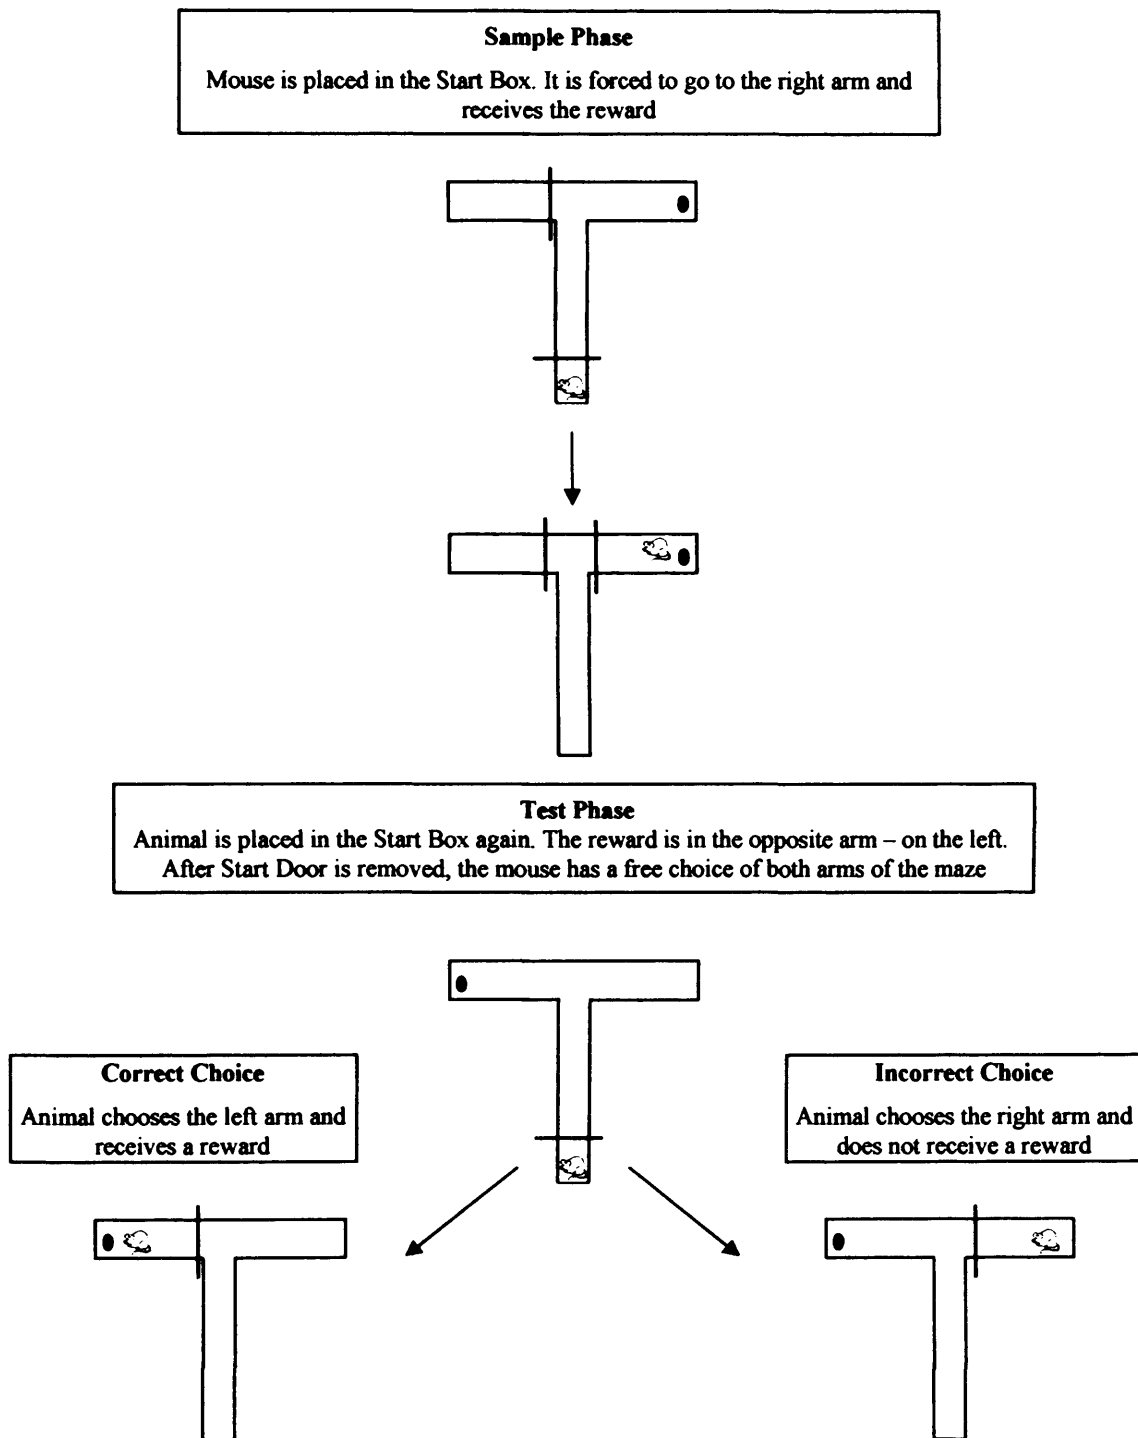 Sample Phase
Mouse is placed in the Start Box. It is forced to go to the right arm and
receives the reward
Test Phase
Animal is placed in the Start Box again. The reward is in the opposite arm – on the left.
After Start Door is removed, the mouse has a free choice of both arms of the maze
Correct Choice
Animal chooses the left arm and
receives a reward
Incorrect Choice
Animal chooses the right arm and
does not receive a reward